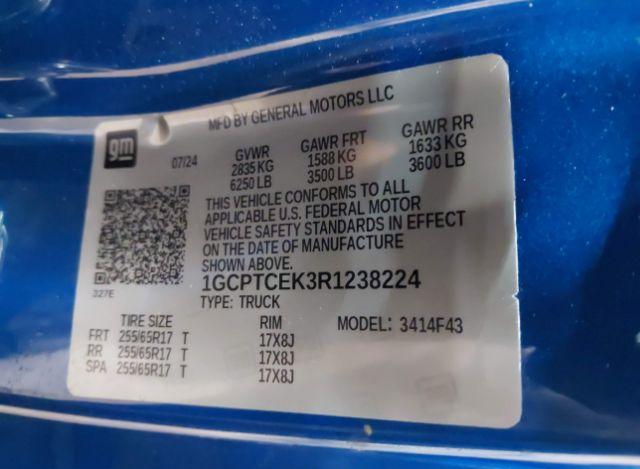 MFD BY GENERAL MOTORS LLC
gm
07/24
GVWR GAWR FRT GAWR RR
2835 KG 1588 KG 1633 KG
6250 LB 3500 LB 3600 LB
THIS VEHICLE CONFORMS TO ALL
APPLICABLE U.S. FEDERAL MOTOR
VEHICLE SAFETY STANDARDS IN EFFECT
ON THE DATE OF MANUFACTURE
SHOWN ABOVE.
327E
1GCPTCEK3R1238224
TYPE: TRUCK
TIRE SIZE RIM MODEL: 3414F43
FRT 255/65R17 T 17X8J
RR 255/65R17 T 17X8J
SPA 255/65R17 T 17X8J